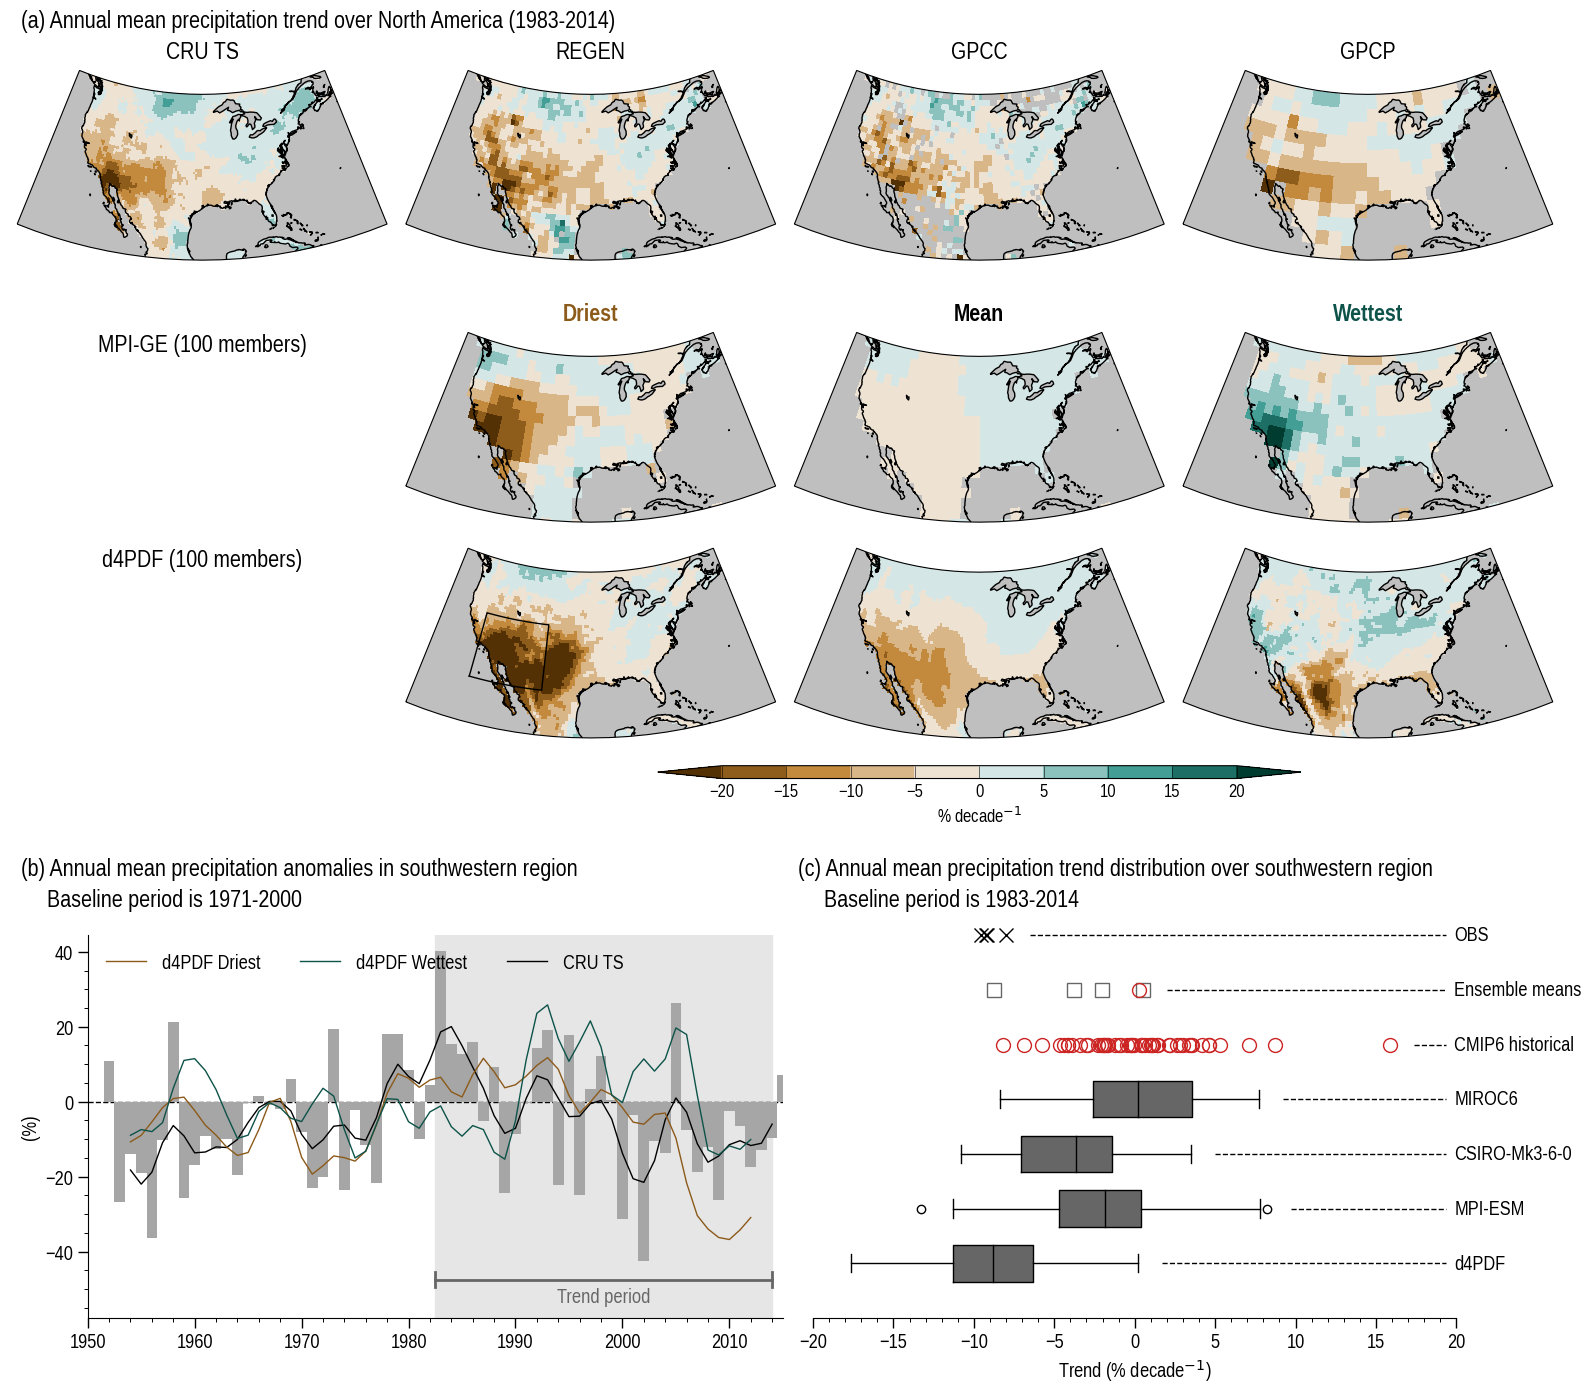 (a) Annual mean precipitation trend over North America (1983-2014)
CRU TS
REGEN
GPCC
GPCP
Driest
Mean
Wettest
MPI-GE (100 members)
d4PDF (100 members)
−20 −15 −10 −5 0 5 10 15 20
% decade⁻¹
(b) Annual mean precipitation anomalies in southwestern region
Baseline period is 1971-2000
d4PDF Driest
d4PDF Wettest
CRU TS
40
20
0
−20
−40
(%)
Trend period
1950 1960 1970 1980 1990 2000 2010
(c) Annual mean precipitation trend distribution over southwestern region
Baseline period is 1983-2014
OBS
Ensemble means
CMIP6 historical
MIROC6
CSIRO-Mk3-6-0
MPI-ESM
d4PDF
−20 −15 −10 −5 0 5 10 15 20
Trend (% decade⁻¹)